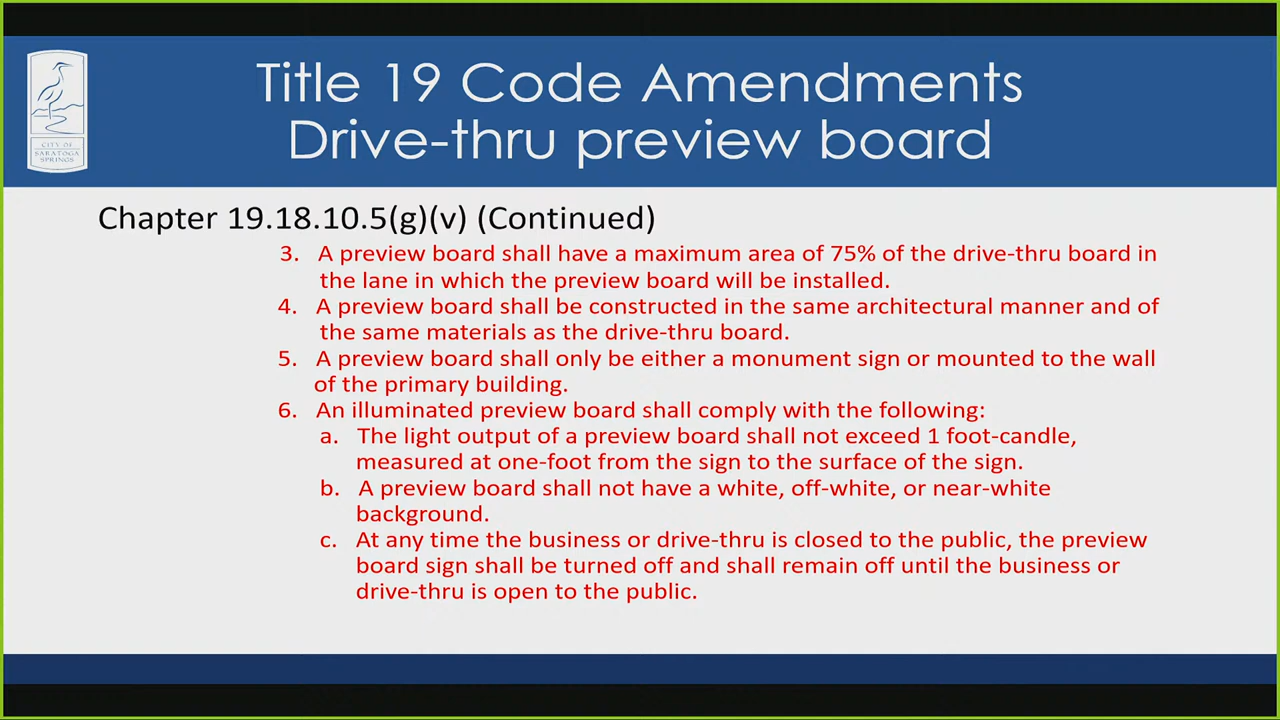 Title 19 Code Amendments
Drive-thru preview board
CITY OF
SARATOGA
SPRINGS
Chapter 19.18.10.5(g)(v) (Continued)
3. A preview board shall have a maximum area of 75% of the drive-thru board in
the lane in which the preview board will be installed.
4. A preview board shall be constructed in the same architectural manner and of
the same materials as the drive-thru board.
5. A preview board shall only be either a monument sign or mounted to the wall
of the primary building.
6. An illuminated preview board shall comply with the following:
a. The light output of a preview board shall not exceed 1 foot-candle,
measured at one-foot from the sign to the surface of the sign.
b. A preview board shall not have a white, off-white, or near-white
background.
c. At any time the business or drive-thru is closed to the public, the preview
board sign shall be turned off and shall remain off until the business or
drive-thru is open to the public.